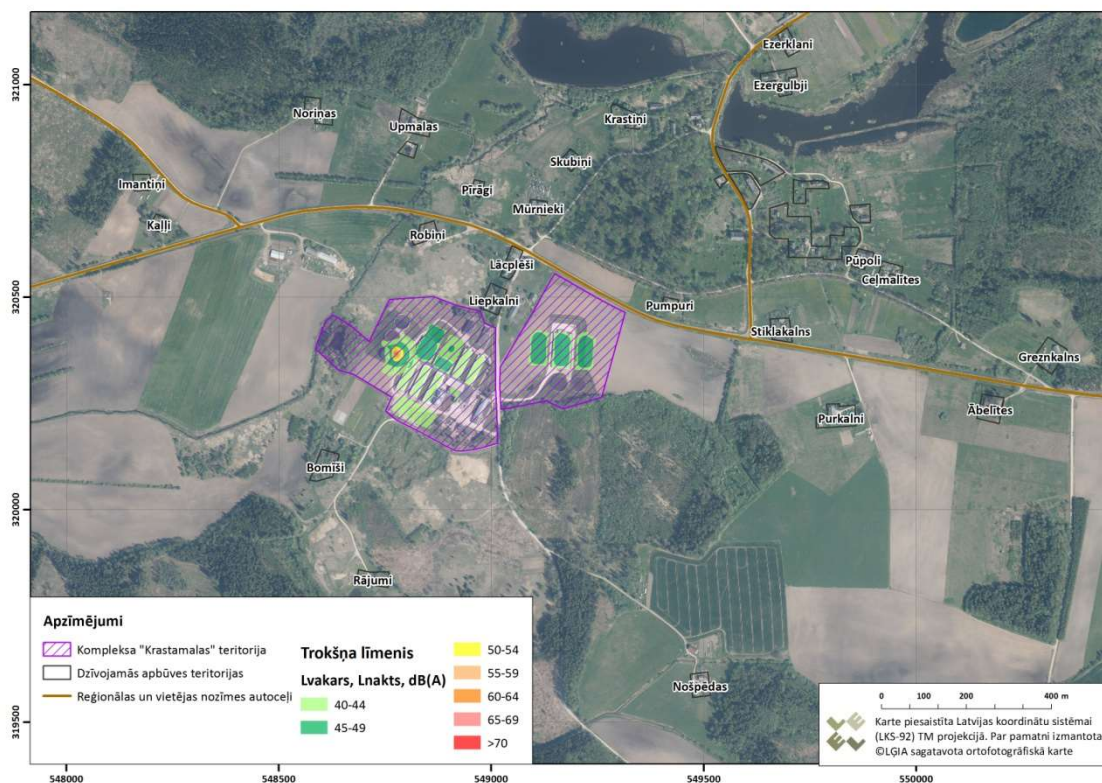 Ezerklani
Ezergulbji
321000
Noriņas
Upmalas
Krastiņi
Skubiņi
Imantiņi
Pīrāgi
Mūrnieki
Kaļļi
Robiņi
Lācplēši
Pūpoli
Ceļmalītes
320500
Liepkalni
Pumpuri
Stiklakalns
Greznkalns
Ābelītes
Purkalni
Bomīši
320000
Rājumi
Nošpēdas
319500
Apzīmējumi
Kompleksa "Krastamalas" teritorija
Dzīvojamās apbūves teritorijas
Reģionālas un vietējas nozīmes autoceļi
Trokšņa līmenis
Lvakars, Lnakts, dB(A)
40-44
45-49
50-54
55-59
60-64
65-69
>70
0 100 200 400 m
Karte piesaistīta Latvijas koordinātu sistēmai
(LKS-92) TM projekcijā. Par pamatni izmantota
©LĢIA sagatavota ortofotogrāfiskā karte
548000 548500 549000 549500 550000